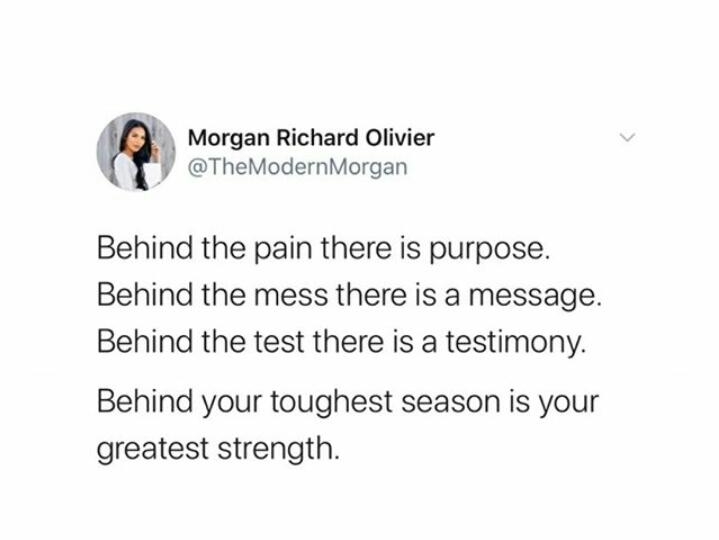 Morgan Richard Olivier
@TheModernMorgan
Behind the pain there is purpose.
Behind the mess there is a message.
Behind the test there is a testimony.
Behind your toughest season is your
greatest strength.